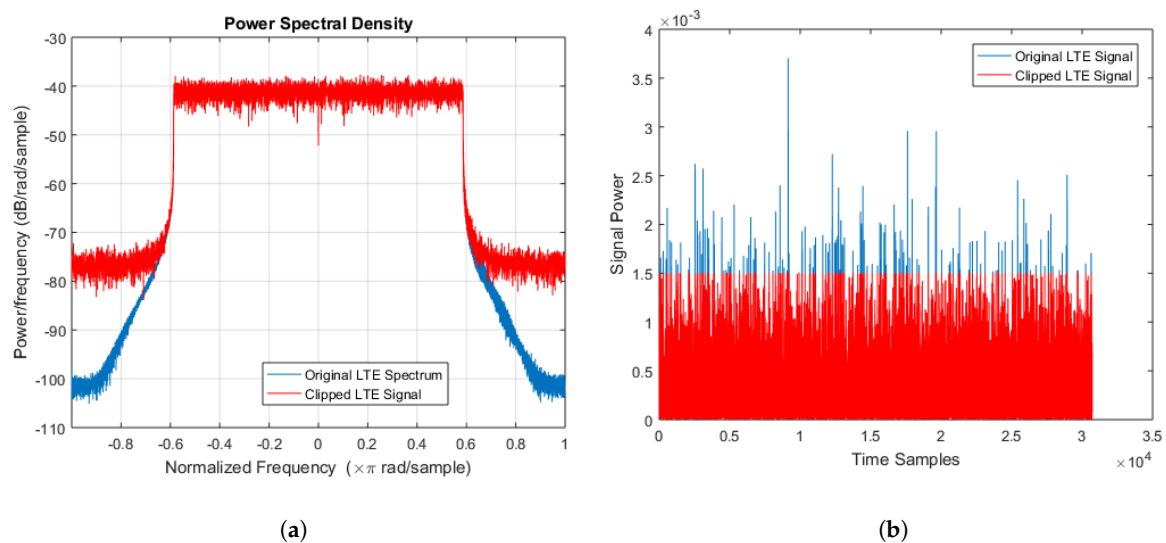 Power Spectral Density
-30
-40
-50
-60
-70
-80
-90
-100
-110
Power/frequency (dB/rad/sample)
Original LTE Spectrum
Clipped LTE Signal
-0.8 -0.6 -0.4 -0.2 0 0.2 0.4 0.6 0.8 1
Normalized Frequency (×π rad/sample)
(a)
×10⁻³
4
3.5
3
2.5
2
1.5
1
0.5
0
Signal Power
Original LTE Signal
Clipped LTE Signal
0 0.5 1 1.5 2 2.5 3 3.5
Time Samples
×10⁴
(b)